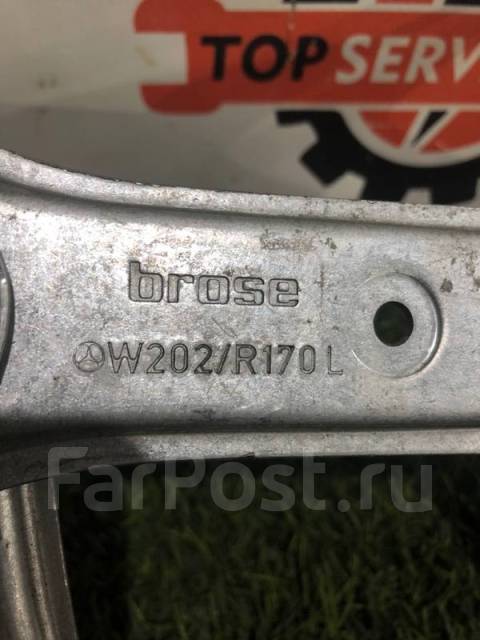 TOP SERV
brose
W202/R170 L
FarPost.ru